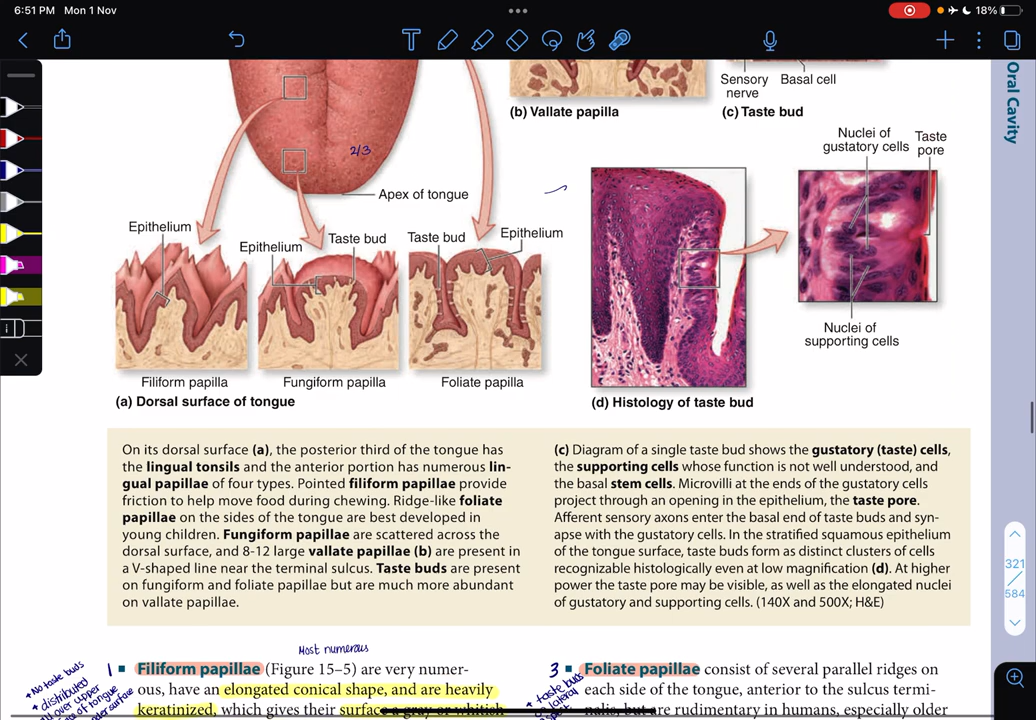 6:51 PM Mon 1 Nov
18%
Sensory nerve
Basal cell
(b) Vallate papilla
(c) Taste bud
Oral Cavity
Nuclei of
gustatory cells
Taste
pore
2/3
Apex of tongue
Epithelium
Epithelium
Taste bud
Taste bud
Epithelium
Nuclei of
supporting cells
Filiform papilla
Fungiform papilla
Foliate papilla
(a) Dorsal surface of tongue
(d) Histology of taste bud
On its dorsal surface (a), the posterior third of the tongue has
the lingual tonsils and the anterior portion has numerous lin-
gual papillae of four types. Pointed filiform papillae provide
friction to help move food during chewing. Ridge-like foliate
papillae on the sides of the tongue are best developed in
young children. Fungiform papillae are scattered across the
dorsal surface, and 8-12 large vallate papillae (b) are present in
a V-shaped line near the terminal sulcus. Taste buds are present
on fungiform and foliate papillae but are much more abundant
on vallate papillae.
(c) Diagram of a single taste bud shows the gustatory (taste) cells,
the supporting cells whose function is not well understood, and
the basal stem cells. Microvilli at the ends of the gustatory cells
project through an opening in the epithelium, the taste pore.
Afferent sensory axons enter the basal end of taste buds and syn-
apse with the gustatory cells. In the stratified squamous epithelium
of the tongue surface, taste buds form as distinct clusters of cells
recognizable histologically even at low magnification (d). At higher
power the taste pore may be visible, as well as the elongated nuclei
of gustatory and supporting cells. (140X and 500X; H&E)
321
584
Most numerous
1 ■ Filiform papillae (Figure 15–5) are very numer-
ous, have an elongated conical shape, and are heavily
keratinized, which gives their surface a gray or whitish
* No taste buds
* distributed
over upper
of tongue
surface
3 ■ Foliate papillae consist of several parallel ridges on
each side of the tongue, anterior to the sulcus termi-
nalis, but are rudimentary in humans, especially older
* taste buds